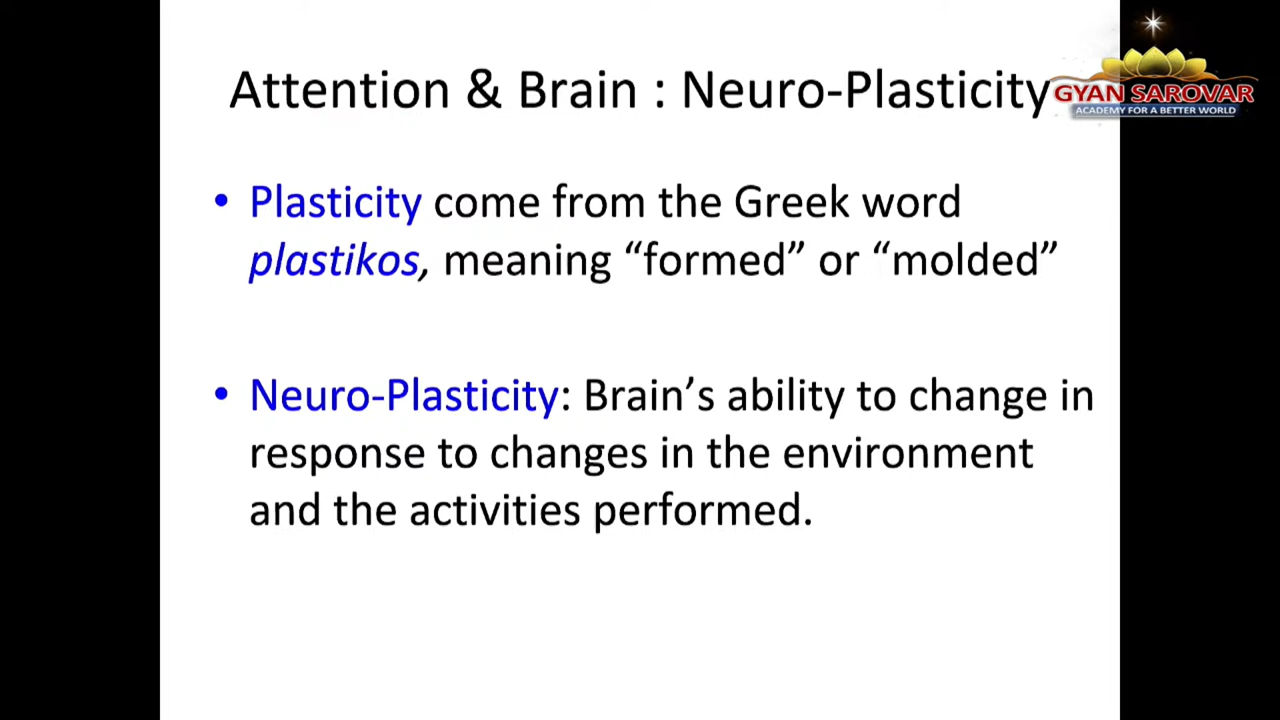 Attention & Brain : Neuro-Plasticity
GYAN SAROVAR
ACADEMY FOR A BETTER WORLD
• Plasticity come from the Greek word
plastikos, meaning “formed” or “molded”
• Neuro-Plasticity: Brain’s ability to change in
response to changes in the environment
and the activities performed.